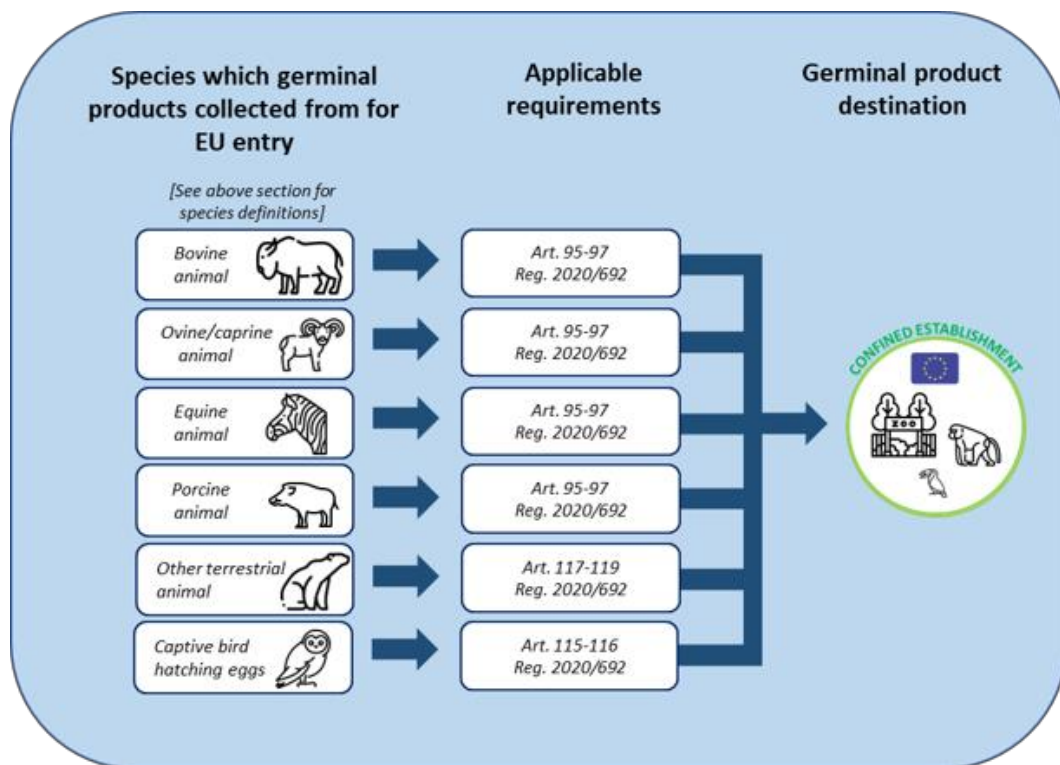 Species which germinal
products collected from for
EU entry
Applicable
requirements
Germinal product
destination
[See above section for
species definitions]
Bovine
animal
Art. 95-97
Reg. 2020/692
Ovine/caprine
animal
Art. 95-97
Reg. 2020/692
Equine
animal
Art. 95-97
Reg. 2020/692
Porcine
animal
Art. 95-97
Reg. 2020/692
Other terrestrial
animal
Art. 117-119
Reg. 2020/692
Captive bird
hatching eggs
Art. 115-116
Reg. 2020/692
CONFINED ESTABLISHMENT
ZOO